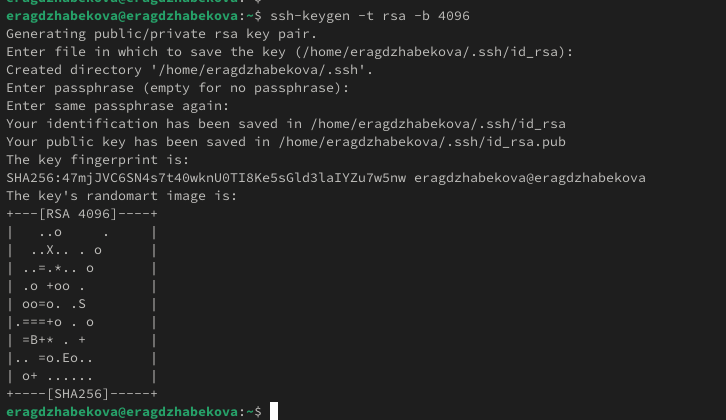 eragdzhabekova@eragdzhabekova:~$
eragdzhabekova@eragdzhabekova:~$ ssh-keygen -t rsa -b 4096
Generating public/private rsa key pair.
Enter file in which to save the key (/home/eragdzhabekova/.ssh/id_rsa):
Created directory '/home/eragdzhabekova/.ssh'.
Enter passphrase (empty for no passphrase):
Enter same passphrase again:
Your identification has been saved in /home/eragdzhabekova/.ssh/id_rsa
Your public key has been saved in /home/eragdzhabekova/.ssh/id_rsa.pub
The key fingerprint is:
SHA256:47mjJVC6SN4s7t40wknU0TI8Ke5sGld3laIYZu7w5nw eragdzhabekova@eragdzhabekova
The key's randomart image is:
+---[RSA 4096]----+
|   ..o     .     |
|  ..X.. . o      |
| ..=.*.. o       |
| .o +oo .        |
| oo=o. .S        |
|.===+o . o       |
| =B+* . +        |
|.. =o.Eo..       |
| o+ ......       |
+----[SHA256]-----+
eragdzhabekova@eragdzhabekova:~$